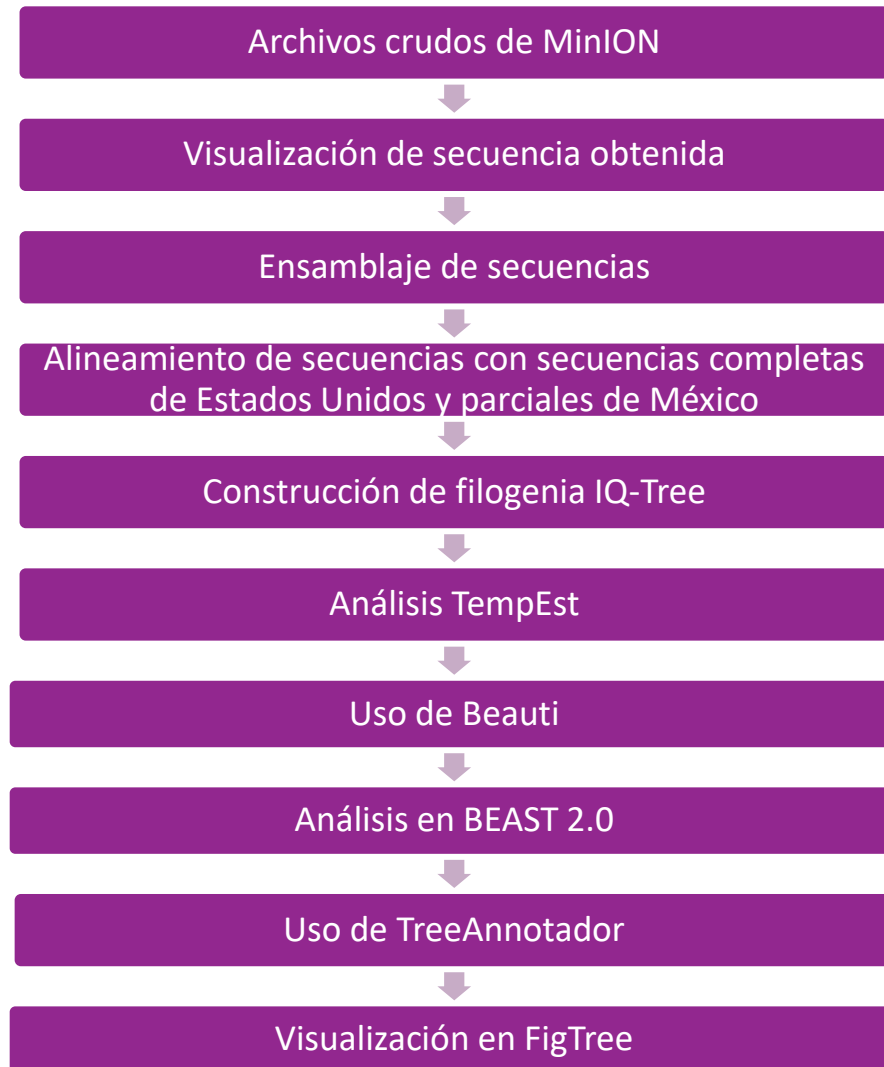 Archivos crudos de MinION
Visualización de secuencia obtenida
Ensamblaje de secuencias
Alineamiento de secuencias con secuencias completas
de Estados Unidos y parciales de México
Construcción de filogenia IQ-Tree
Análisis TempEst
Uso de Beauti
Análisis en BEAST 2.0
Uso de TreeAnnotador
Visualización en FigTree